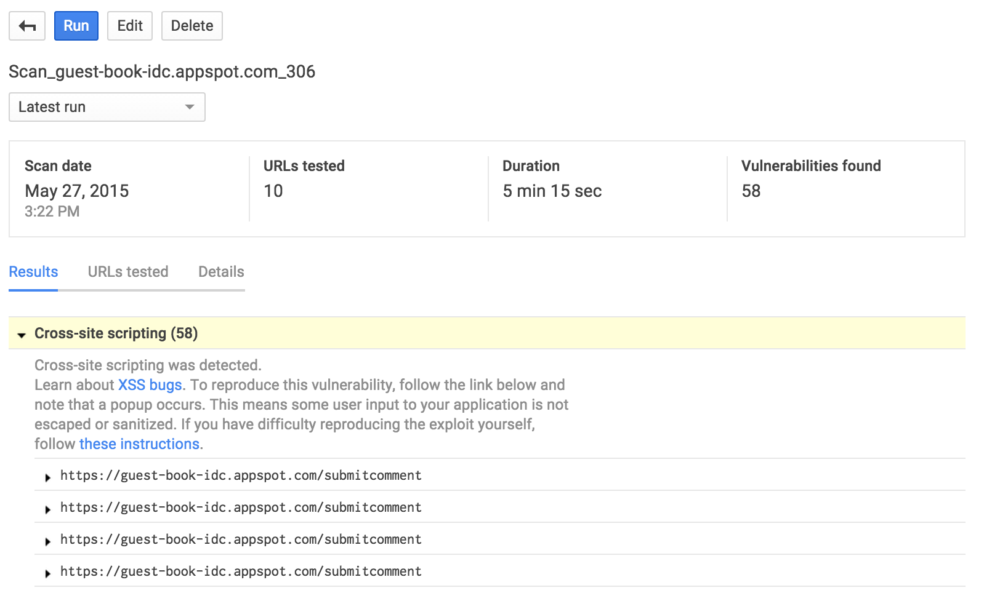 Run Edit Delete
Scan_guest-book-idc.appspot.com_306
Latest run
Scan date URLs tested Duration Vulnerabilities found
May 27, 2015 10 5 min 15 sec 58
3:22 PM
Results URLs tested Details
Cross-site scripting (58)
Cross-site scripting was detected.
Learn about XSS bugs. To reproduce this vulnerability, follow the link below and
note that a popup occurs. This means some user input to your application is not
escaped or sanitized. If you have difficulty reproducing the exploit yourself,
follow these instructions.
https://guest-book-idc.appspot.com/submitcomment
https://guest-book-idc.appspot.com/submitcomment
https://guest-book-idc.appspot.com/submitcomment
https://guest-book-idc.appspot.com/submitcomment